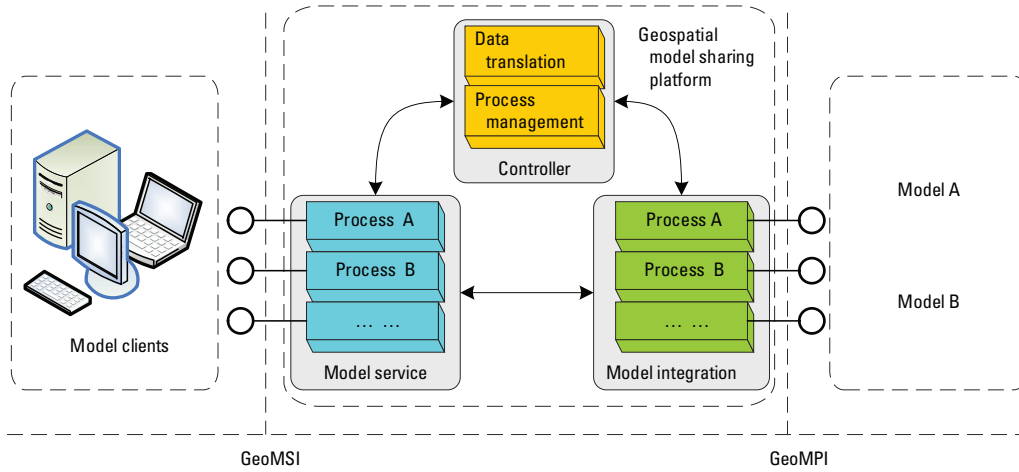 Data
translation
Process
management
Controller
Geospatial
model sharing
platform
Model clients
Process A
Process B
... ...
Model service
Process A
Process B
... ...
Model integration
Model A
Model B
GeoMSI
GeoMPI